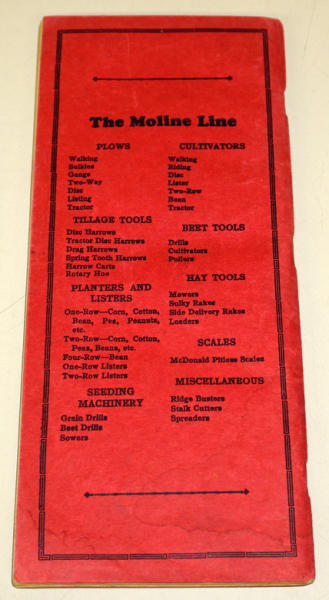 The Moline Line
PLOWS
Walking
Sulkies
Gangs
Two-Way
Disc
Listing
Tractor
TILLAGE TOOLS
Disc Harrows
Tractor Disc Harrows
Drag Harrows
Spring Tooth Harrows
Harrow Carts
Rotary Hoe
PLANTERS AND
LISTERS
One-Row—Corn, Cotton,
Bean, Pea, Peanuts,
etc.
Two-Row—Corn, Cotton,
Peas, Beans, etc.
Four-Row—Bean
One-Row Listers
Two-Row Listers
SEEDING
MACHINERY
Grain Drills
Beet Drills
Sowers
CULTIVATORS
Walking
Riding
Disc
Lister
Two-Row
Bean
Tractor
BEET TOOLS
Drills
Cultivators
Pullers
HAY TOOLS
Mowers
Sulky Rakes
Side Delivery Rakes
Loaders
SCALES
McDonald Pitless Scales
MISCELLANEOUS
Ridge Busters
Stalk Cutters
Spreaders